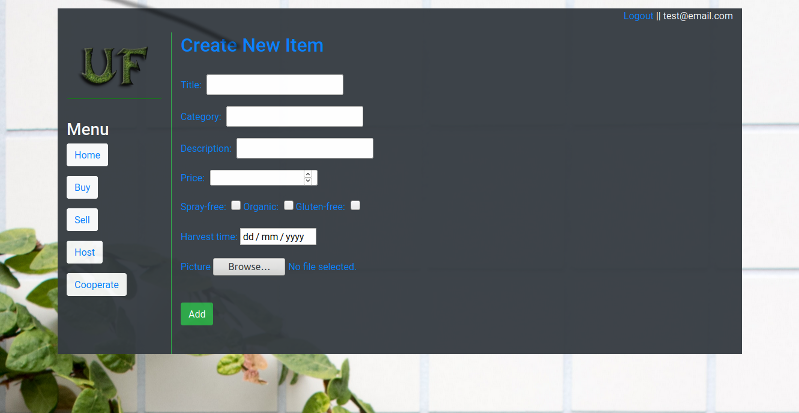 Logout || test@email.com
UF
Create New Item
Title:
Category:
Description:
Price:
Spray-free: Organic: Gluten-free:
Harvest time: dd / mm / yyyy
Picture Browse... No file selected.
Add
Menu
Home
Buy
Sell
Host
Cooperate